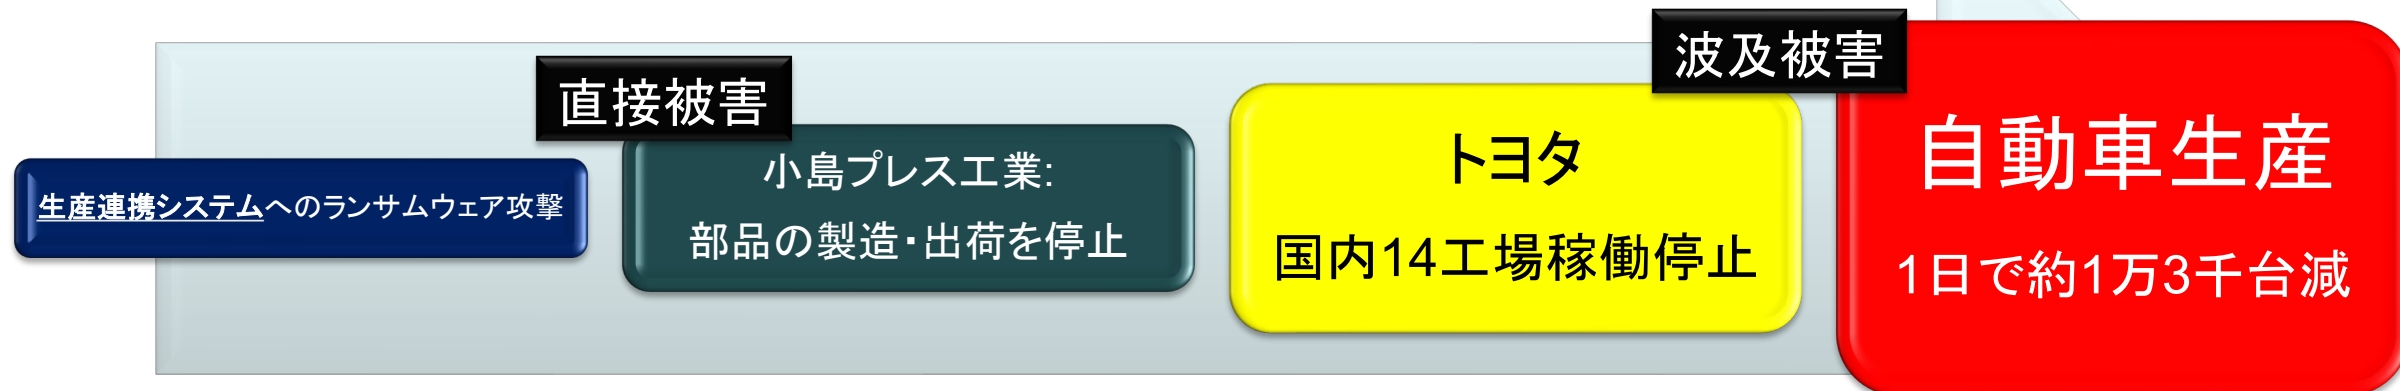 生産連携システムへのランサムウェア攻撃
直接被害
小島プレス工業:
部品の製造・出荷を停止
トヨタ
国内14工場稼働停止
波及被害
自動車生産
1日で約1万3千台減